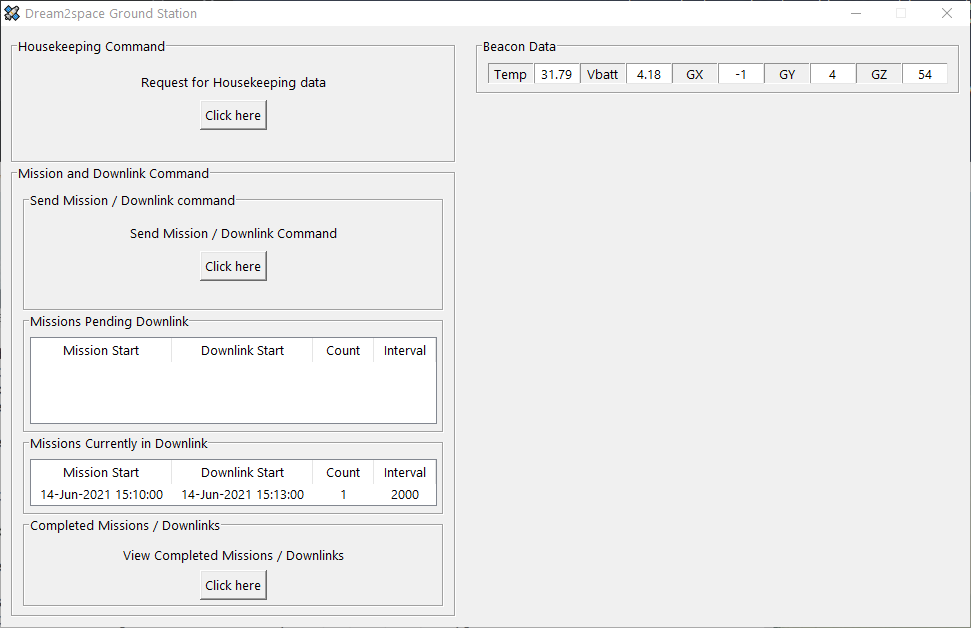 Dream2space Ground Station
Housekeeping Command
Request for Housekeeping data
Click here
Mission and Downlink Command
Send Mission / Downlink command
Send Mission / Downlink Command
Click here
Missions Pending Downlink
Mission Start Downlink Start Count Interval
Missions Currently in Downlink
Mission Start Downlink Start Count Interval
14-Jun-2021 15:10:00 14-Jun-2021 15:13:00 1 2000
Completed Missions / Downlinks
View Completed Missions / Downlinks
Click here
Beacon Data
Temp 31.79 Vbatt 4.18 GX -1 GY 4 GZ 54